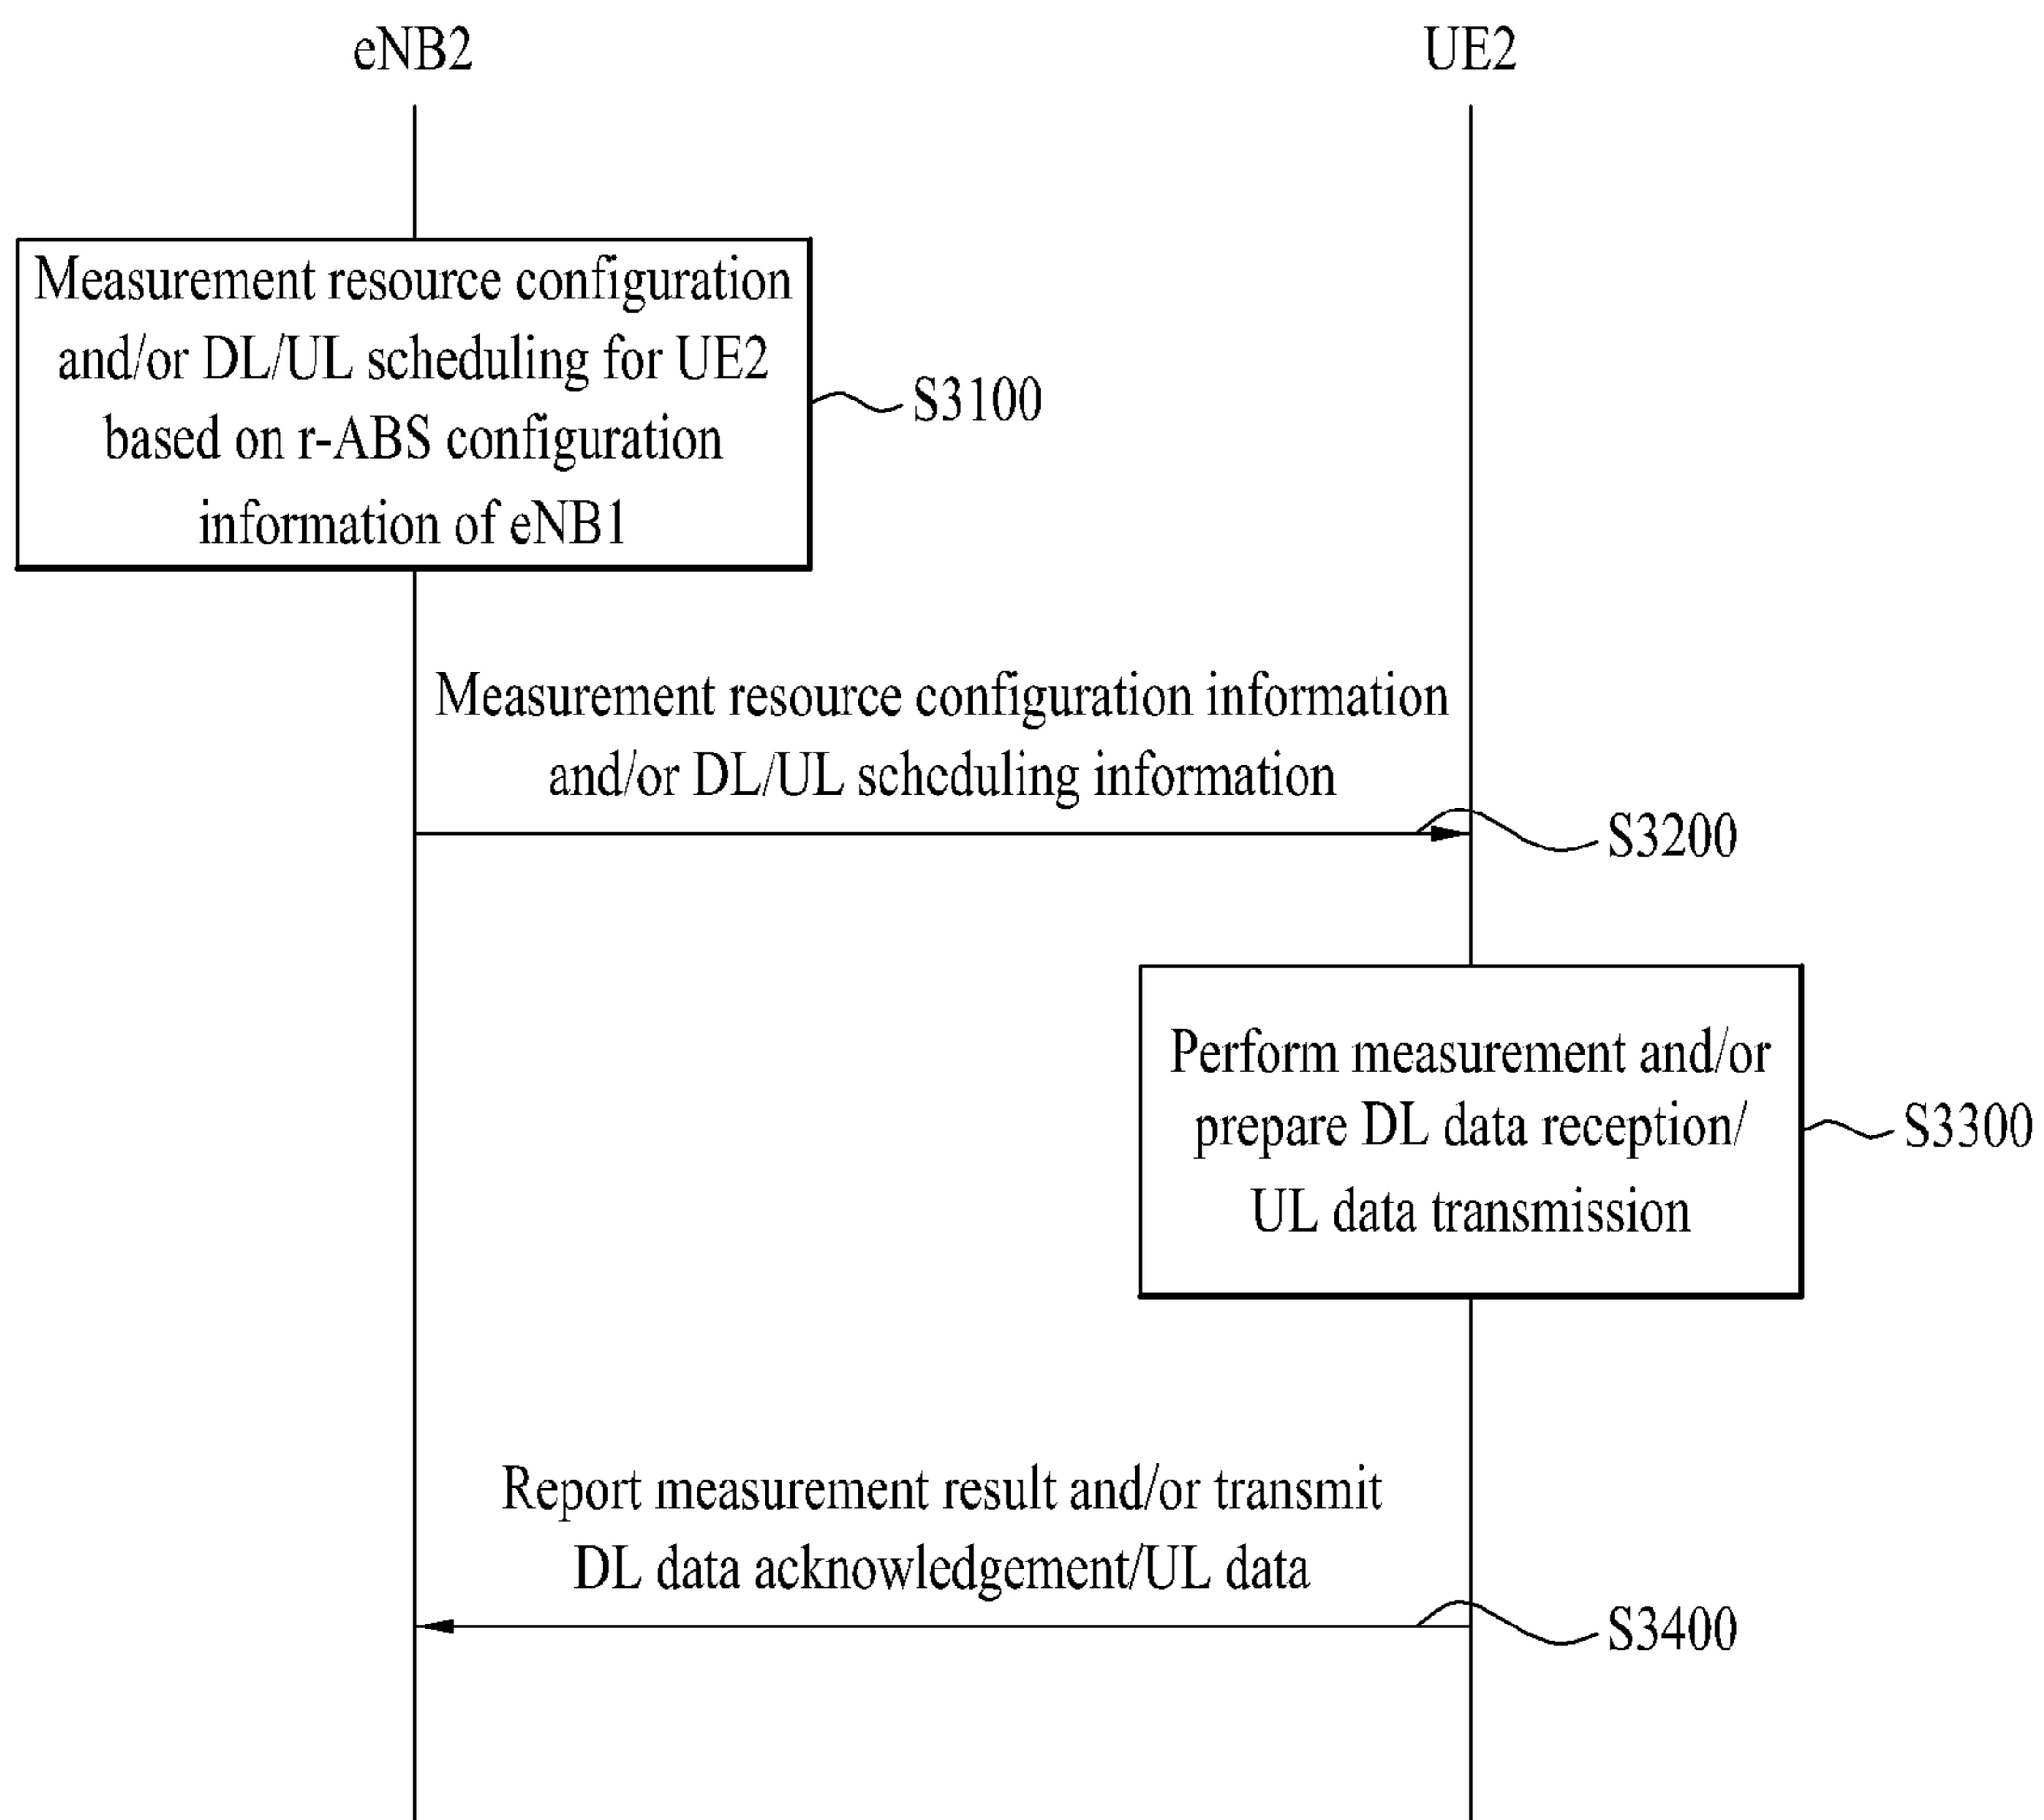 eNB2
UE2
Measurement resource configuration
and/or DL/UL scheduling for UE2
based on r-ABS configuration
information of eNB1
S3100
Measurement resource configuration information
and/or DL/UL scheduling information
S3200
Perform measurement and/or
prepare DL data reception/
UL data transmission
S3300
Report measurement result and/or transmit
DL data acknowledgement/UL data
S3400